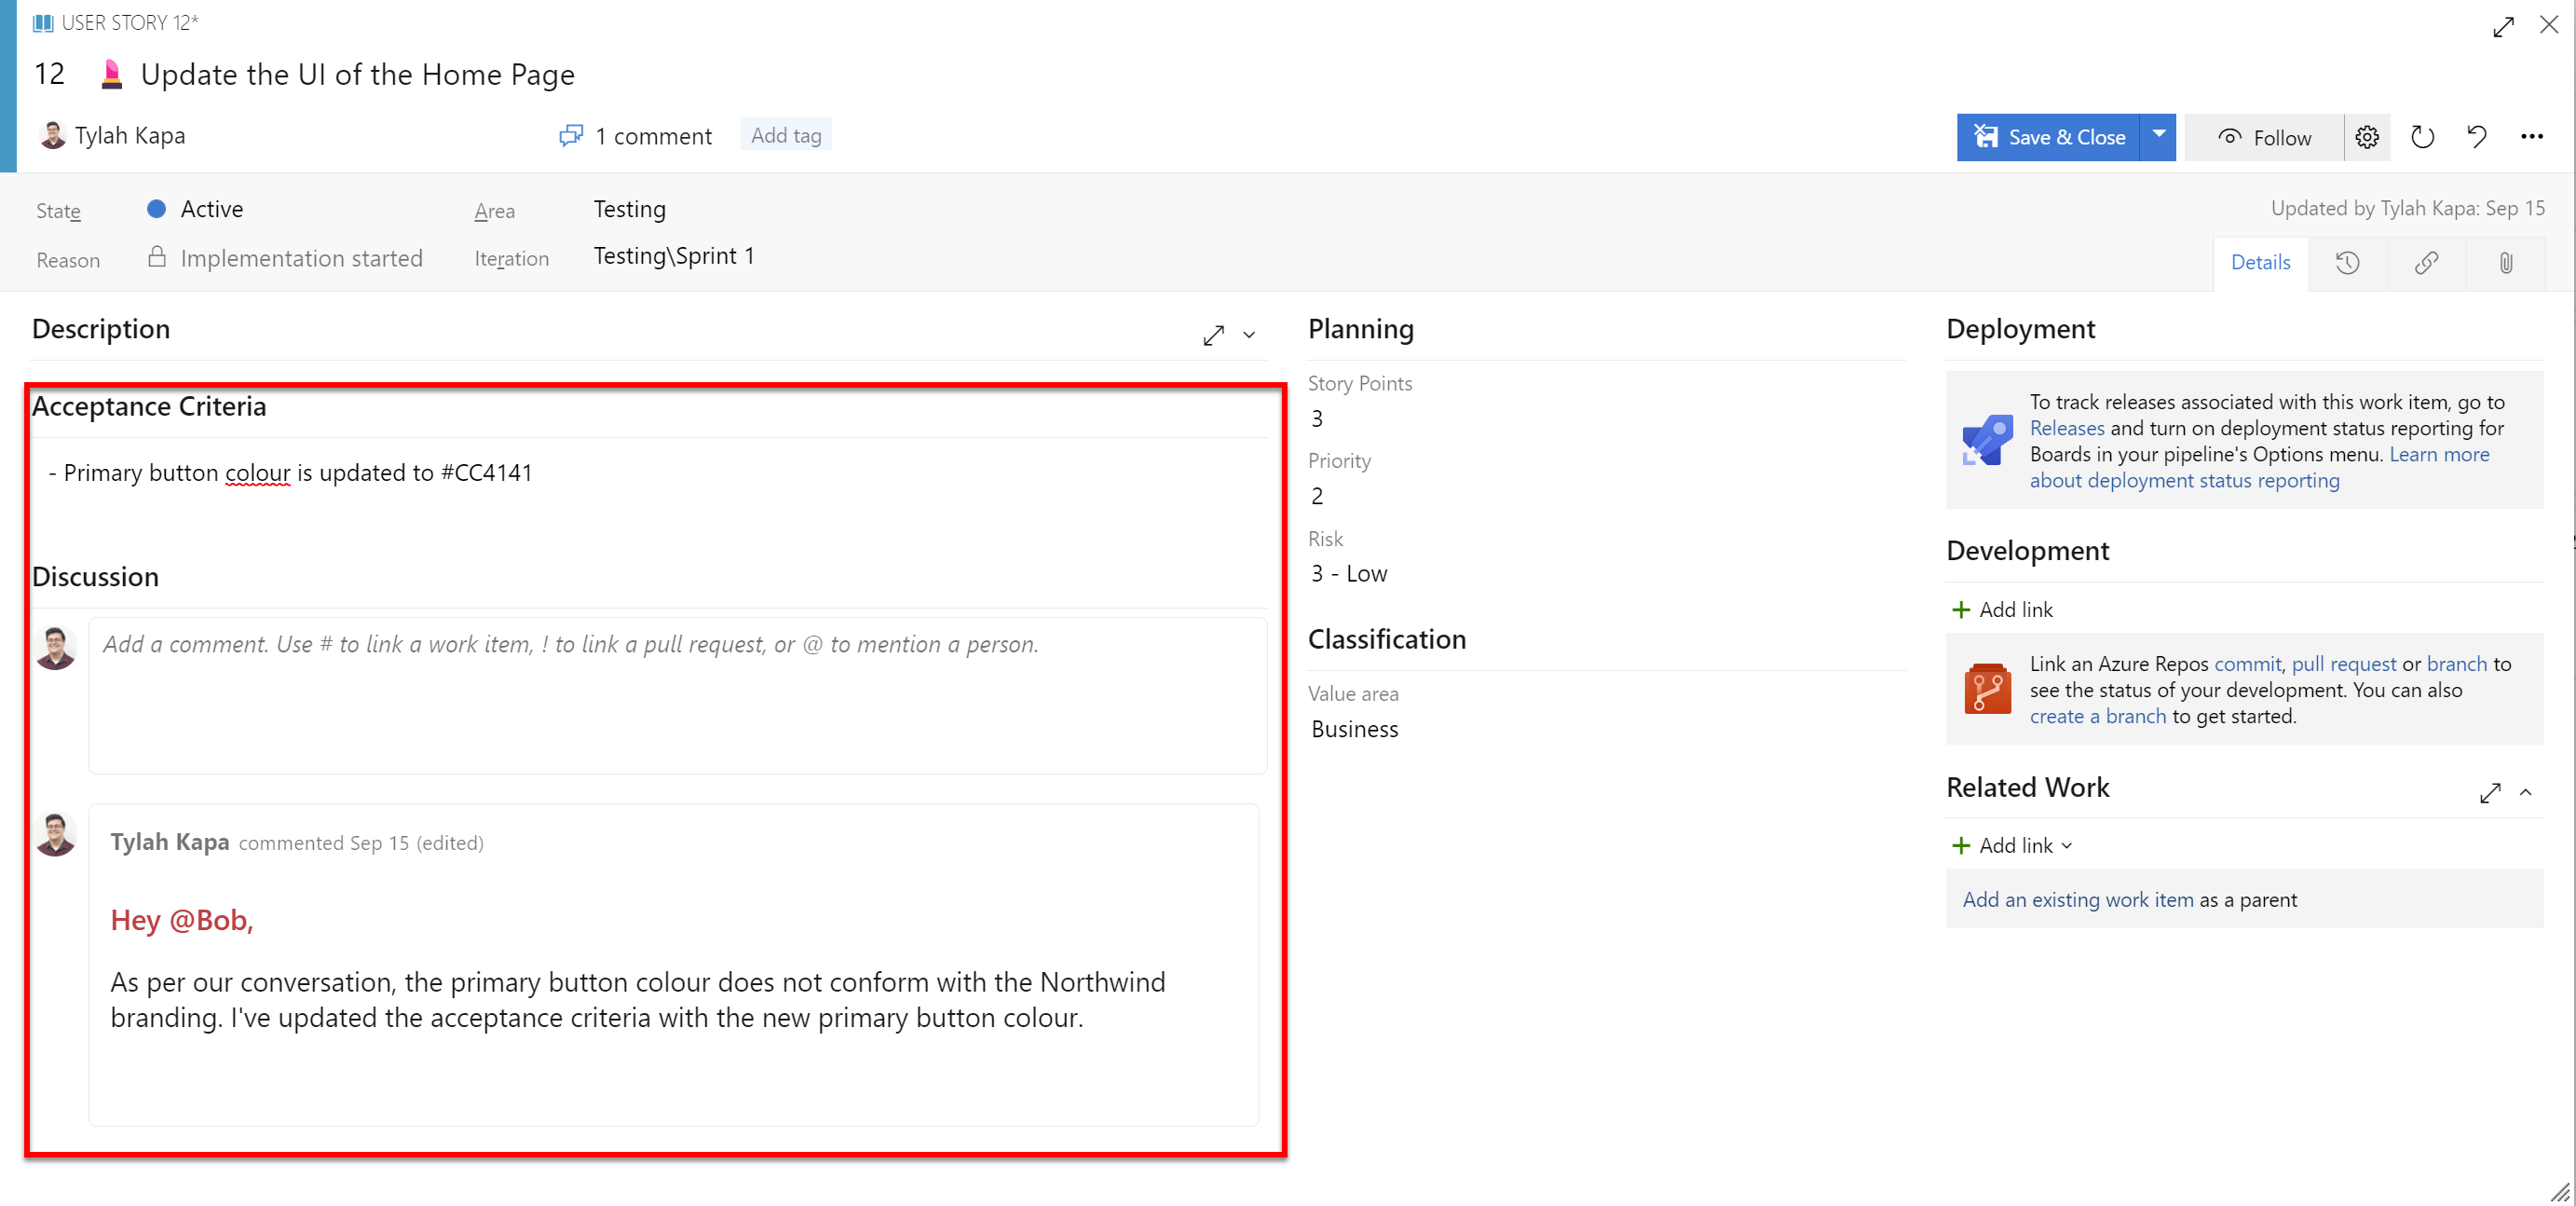 USER STORY 12*
12 Update the UI of the Home Page
Tylah Kapa
1 comment
Add tag
Save & Close
Follow
State
Active
Area
Testing
Updated by Tylah Kapa: Sep 15
Reason
Implementation started
Iteration
Testing\Sprint 1
Details
Description
Acceptance Criteria
- Primary button colour is updated to #CC4141
Discussion
Add a comment. Use # to link a work item, ! to link a pull request, or @ to mention a person.
Tylah Kapa commented Sep 15 (edited)
Hey @Bob,
As per our conversation, the primary button colour does not conform with the Northwind
branding. I've updated the acceptance criteria with the new primary button colour.
Planning
Story Points
3
Priority
2
Risk
3 - Low
Classification
Value area
Business
Deployment
To track releases associated with this work item, go to
Releases and turn on deployment status reporting for
Boards in your pipeline's Options menu. Learn more
about deployment status reporting
Development
Add link
Link an Azure Repos commit, pull request or branch to
see the status of your development. You can also
create a branch to get started.
Related Work
Add link
Add an existing work item as a parent